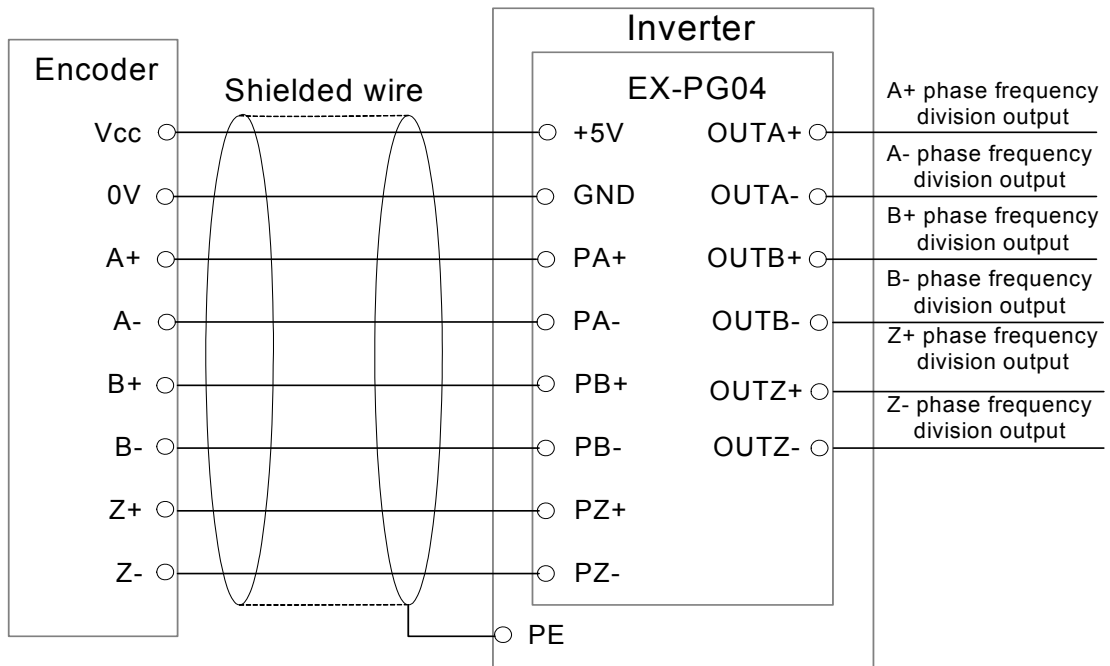 Inverter
Encoder
Shielded wire
EX-PG04
Vcc
+5V
OUTA+
A+ phase frequency
division output
0V
GND
OUTA-
A- phase frequency
division output
A+
PA+
OUTB+
B+ phase frequency
division output
A-
PA-
OUTB-
B- phase frequency
division output
B+
PB+
OUTZ+
Z+ phase frequency
division output
B-
PB-
OUTZ-
Z- phase frequency
division output
Z+
PZ+
Z-
PZ-
PE